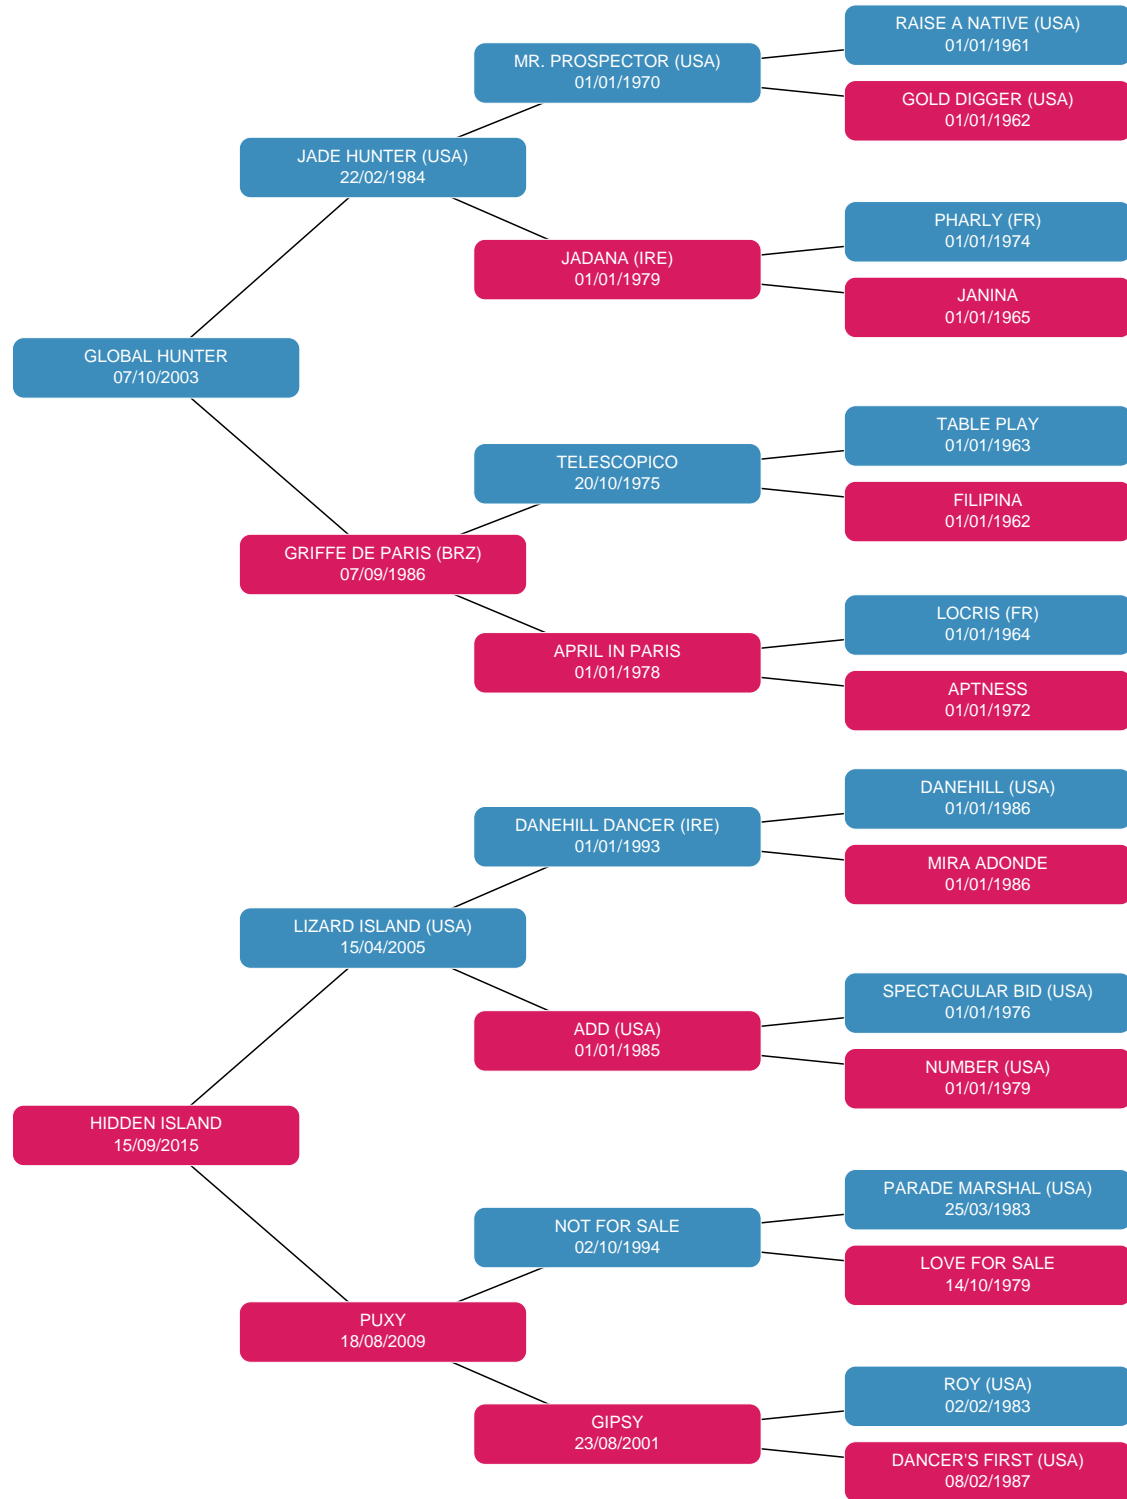 RAISE A NATIVE (USA)
01/01/1961
MR. PROSPECTOR (USA)
01/01/1970
GOLD DIGGER (USA)
01/01/1962
JADE HUNTER (USA)
22/02/1984
PHARLY (FR)
01/01/1974
JADANA (IRE)
01/01/1979
JANINA
01/01/1965
GLOBAL HUNTER
07/10/2003
TABLE PLAY
01/01/1963
TELESCOPICO
20/10/1975
FILIPINA
01/01/1962
GRIFFE DE PARIS (BRZ)
07/09/1986
LOCRIS (FR)
01/01/1964
APRIL IN PARIS
01/01/1978
APTNESS
01/01/1972
DANEHILL (USA)
01/01/1986
DANEHILL DANCER (IRE)
01/01/1993
MIRA ADONDE
01/01/1986
LIZARD ISLAND (USA)
15/04/2005
SPECTACULAR BID (USA)
01/01/1976
ADD (USA)
01/01/1985
NUMBER (USA)
01/01/1979
HIDDEN ISLAND
15/09/2015
PARADE MARSHAL (USA)
25/03/1983
NOT FOR SALE
02/10/1994
LOVE FOR SALE
14/10/1979
PUXY
18/08/2009
ROY (USA)
02/02/1983
GIPSY
23/08/2001
DANCER'S FIRST (USA)
08/02/1987